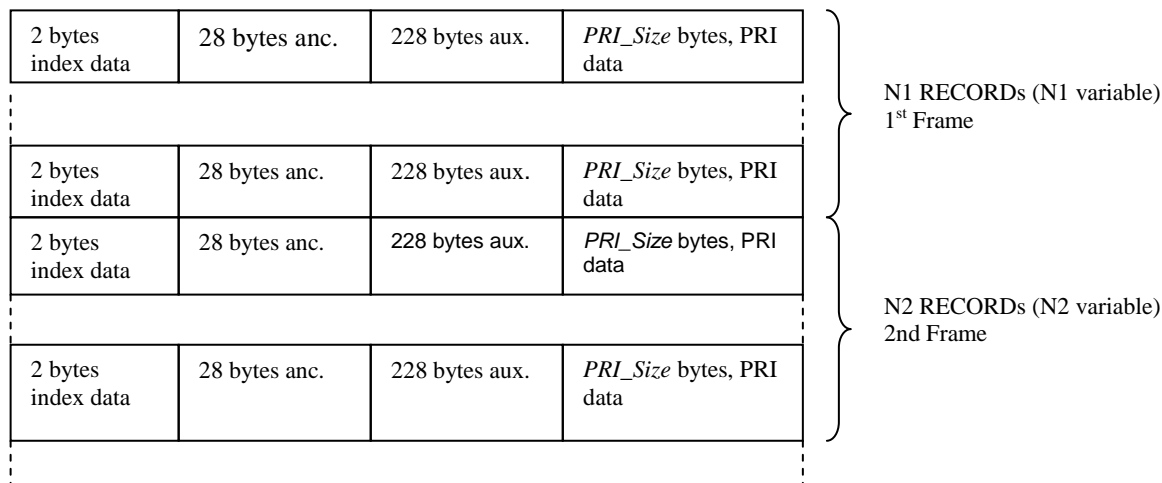 2 bytes
index data
28 bytes anc.
228 bytes aux.
PRI_Size bytes, PRI
data
N1 RECORDs (N1 variable)
1st Frame
2 bytes
index data
28 bytes anc.
228 bytes aux.
PRI_Size bytes, PRI
data
2 bytes
index data
28 bytes anc.
228 bytes aux.
PRI_Size bytes, PRI
data
N2 RECORDs (N2 variable)
2nd Frame
2 bytes
index data
28 bytes anc.
228 bytes aux.
PRI_Size bytes, PRI
data